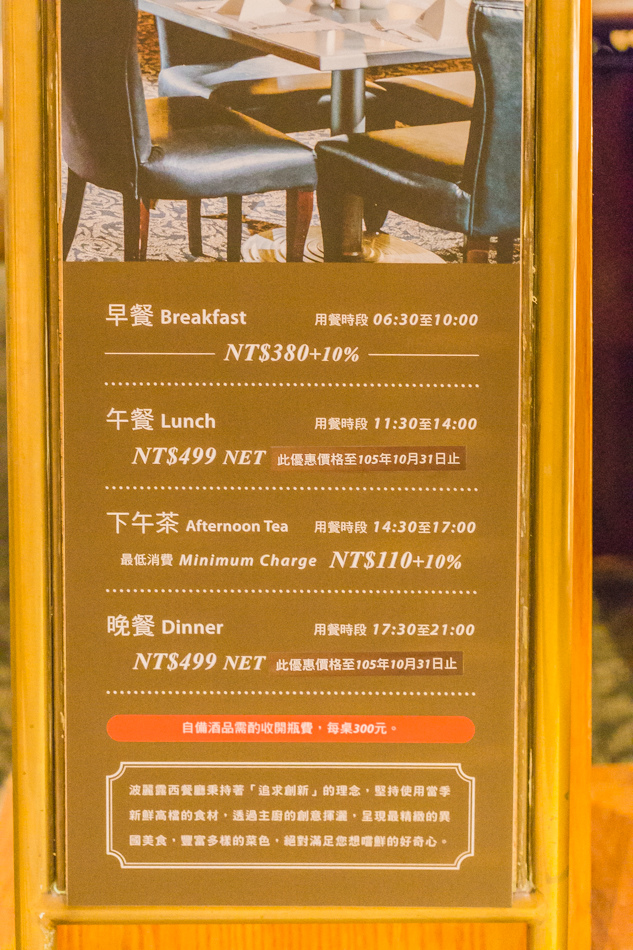 早餐 Breakfast 用餐時段 06:30至10:00
NT$380+10%
午餐 Lunch 用餐時段 11:30至14:00
NT$499 NET 此優惠價格至105年10月31日止
下午茶 Afternoon Tea 用餐時段 14:30至17:00
最低消費 Minimum Charge NT$110+10%
晚餐 Dinner 用餐時段 17:30至21:00
NT$499 NET 此優惠價格至105年10月31日止
自備酒品需酌收開瓶費，每桌300元。
波麗露西餐廳秉持著「追求創新」的理念，堅持使用當季
新鮮高檔的食材，透過主廚的創意揮灑，呈現最精緻的異
國美食，豐富多樣的菜色，絕對滿足您想嚐鮮的好奇心。